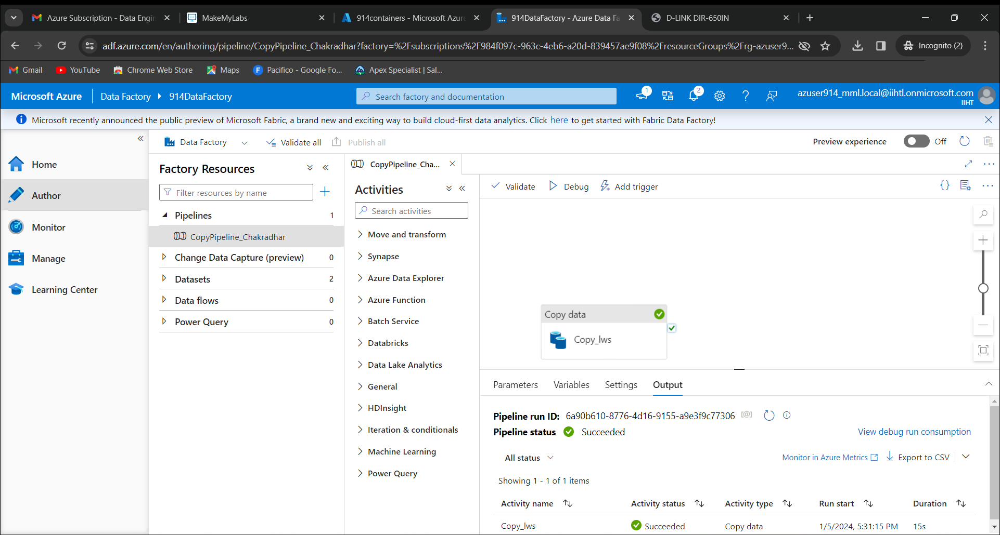 Azure Subscription - Data Engin
MakeMyLabs
914containers - Microsoft Azure
914DataFactory - Azure Data Fa
D-LINK DIR-650IN
adf.azure.com/en/authoring/pipeline/CopyPipeline_Chakradhar?factory=%2Fsubscriptions%2F984f097c-963c-4eb6-a20d-839457ae9f08%2FresourceGroups%2Frg-azuser9...
Incognito (2)
Gmail
YouTube
Chrome Web Store
Maps
Pacifico - Google Fo...
Apex Specialist | Sal...
Microsoft Azure
Data Factory
914DataFactory
Search factory and documentation
1
2
azuser914_mml.local@iihtl.onmicrosoft.com
IIHT
Microsoft recently announced the public preview of Microsoft Fabric, a brand new and exciting way to build cloud-first data analytics. Click here to get started with Fabric Data Factory!
Data Factory
Validate all
Publish all
Preview experience
Off
Home
Author
Monitor
Manage
Learning Center
Factory Resources
Filter resources by name
Pipelines 1
CopyPipeline_Chakradhar
Change Data Capture (preview) 0
Datasets 2
Data flows 0
Power Query 0
CopyPipeline_Cha...
Activities
Search activities
Move and transform
Synapse
Azure Data Explorer
Azure Function
Batch Service
Databricks
Data Lake Analytics
General
HDInsight
Iteration & conditionals
Machine Learning
Power Query
Validate
Debug
Add trigger
Copy data
Copy_lws
Parameters
Variables
Settings
Output
Pipeline run ID: 6a90b610-8776-4d16-9155-a9e3f9c77306
Pipeline status Succeeded
View debug run consumption
All status
Monitor in Azure Metrics
Export to CSV
Showing 1 - 1 of 1 items
Activity name Activity status Activity type Run start Duration
Copy_lws Succeeded Copy data 1/5/2024, 5:31:15 PM 15s